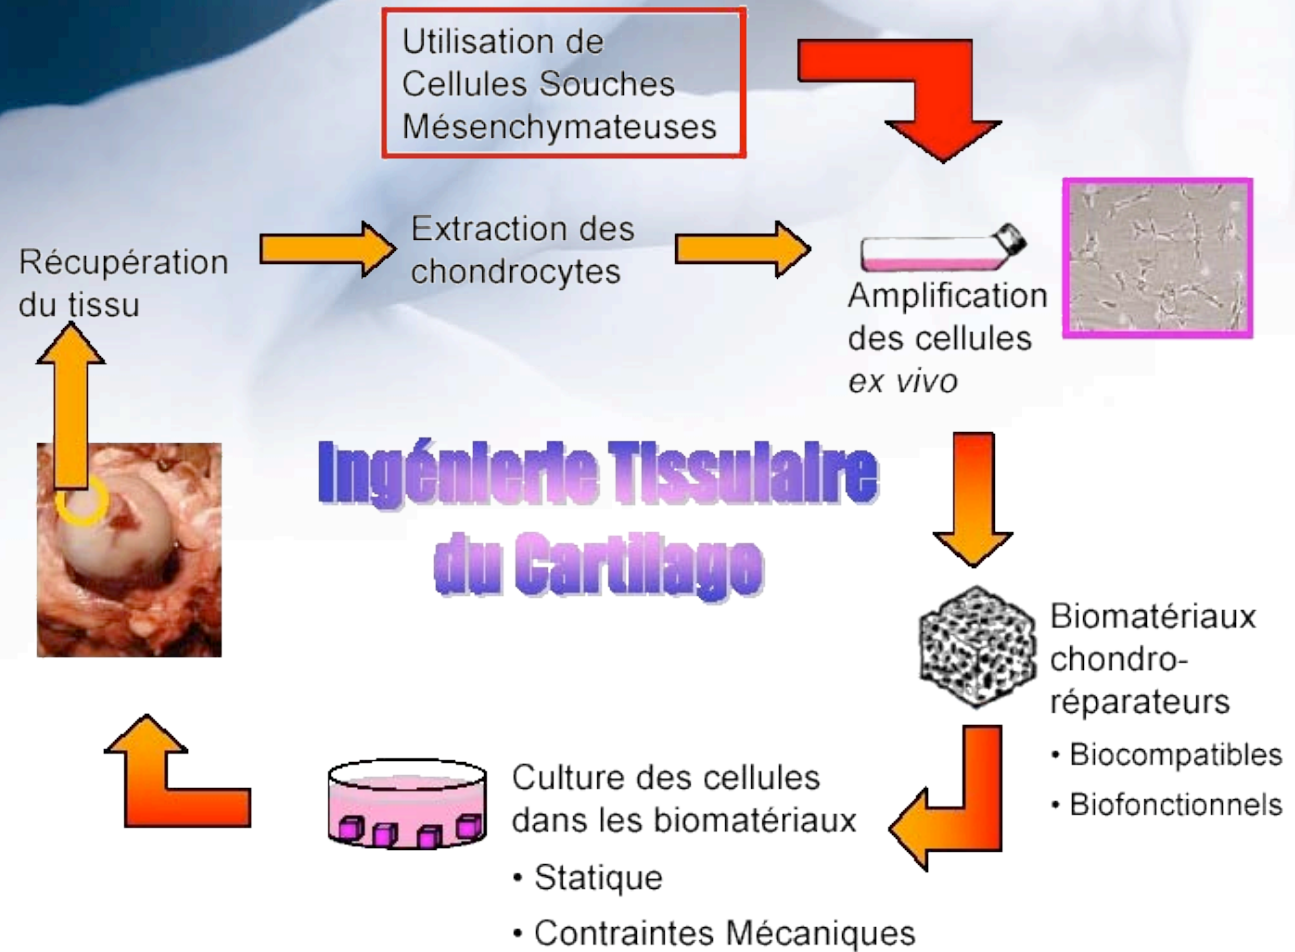 Utilisation de
Cellules Souches
Mésenchymateuses
Récupération
du tissu
Extraction des
chondrocytes
Amplification
des cellules
ex vivo
Ingénierie Tissulaire
du Cartilage
Biomatériaux
chondro-
réparateurs
• Biocompatibles
• Biofonctionnels
Culture des cellules
dans les biomatériaux
• Statique
• Contraintes Mécaniques